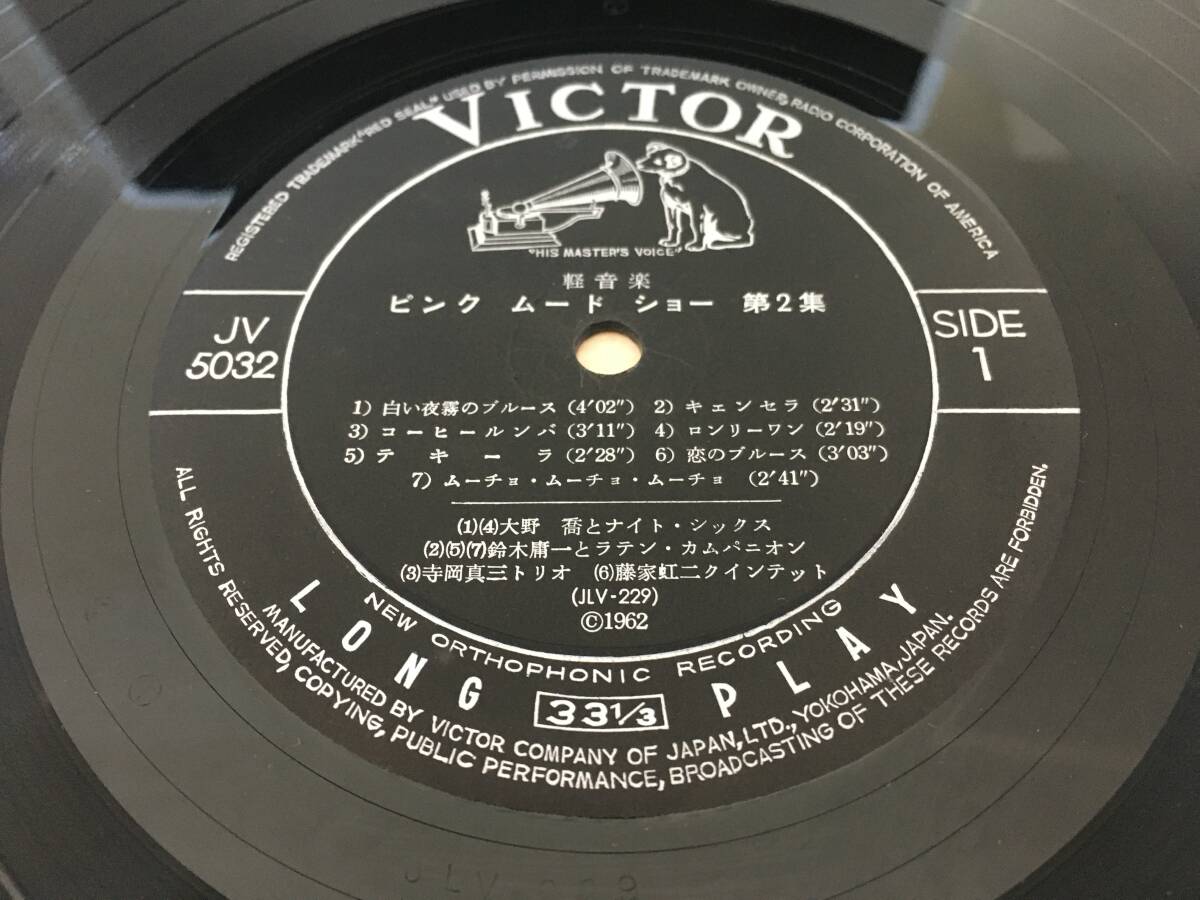 REGISTERED TRADEMARK "RED SEAL" USED BY PERMISSION OF TRADEMARK OWNER, RADIO CORPORATION OF AMERICA
VICTOR
"HIS MASTER'S VOICE"
軽音楽
ピンク ムード ショー 第2集
JV
5032
SIDE
1
1) 白い夜霧のブルース (4′02″) 2) キェンセラ (2′31″)
3) コーヒールンバ (3′11″) 4) ロンリーワン (2′19″)
5) テキーラ (2′28″) 6) 恋のブルース (3′03″)
7) ムーチョ・ムーチョ・ムーチョ (2′41″)
(1)(4)大野 喬とナイト・シックス
(2)(5)(7)鈴木庸一とラテン・カムパニオン
(3)寺岡真三トリオ (6)藤家虹二クインテット
(JLV-229)
©1962
NEW ORTHOPHONIC RECORDING
LONG 33 1/3 PLAY
MANUFACTURED BY VICTOR COMPANY OF JAPAN, LTD., YOKOHAMA, JAPAN.
ALL RIGHTS RESERVED, COPYING, PUBLIC PERFORMANCE, BROADCASTING OF THESE RECORDS ARE FORBIDDEN.